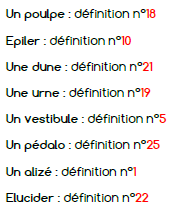 Un poulpe : définition n°18
Epiler : définition n°10
Une dune : définition n°21
Une urne : définition n°19
Un vestibule : définition n°5
Un pédalo : définition n°25
Un alizé : définition n°1
Elucider : définition n°22